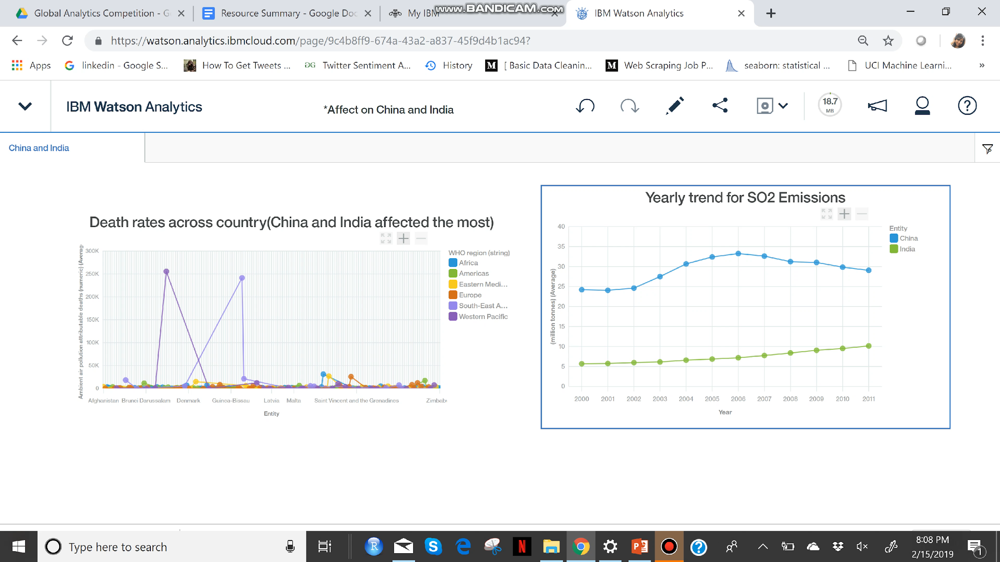 Global Analytics Competition - G
Resource Summary - Google Doc
My IBM
www.BANDICAM.com
IBM Watson Analytics
https://watson.analytics.ibmcloud.com/page/9c4b8ff9-674a-43a2-a837-45f9d4b1ac94?
Apps
linkedin - Google S...
How To Get Tweets ...
Twitter Sentiment A...
History
[ Basic Data Cleanin...
Web Scraping Job P...
seaborn: statistical ...
UCI Machine Learni...
»
IBM Watson Analytics
*Affect on China and India
18.7
MB
China and India
Death rates across country(China and India affected the most)
Ambient air pollution attributable deaths (numeric) (Averag
300K
250K
200K
150K
100K
50K
0
Afghanistan Brunei Darussalam Denmark Guinea-Bissau Latvia Malta Saint Vincent and the Grenadines Zimbab
Entity
WHO region (string)
Africa
Americas
Eastern Medi...
Europe
South-East A...
Western Pacific
Yearly trend for SO2 Emissions
(million tonnes) (Average)
40
35
30
25
20
15
10
5
0
2000 2001 2002 2003 2004 2005 2006 2007 2008 2009 2010 2011
Year
Entity
China
India
Type here to search
8:08 PM
2/15/2019
1